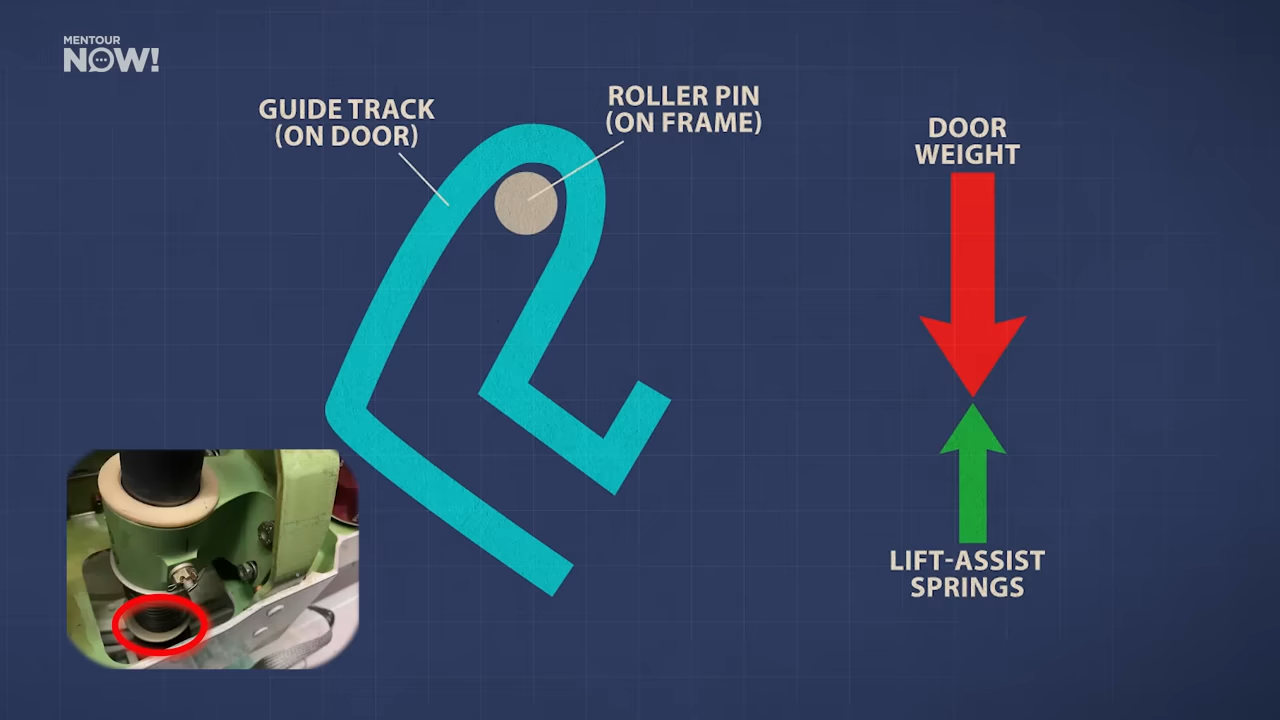 MENTOUR
NOW!
GUIDE TRACK
(ON DOOR)
ROLLER PIN
(ON FRAME)
DOOR
WEIGHT
LIFT-ASSIST
SPRINGS